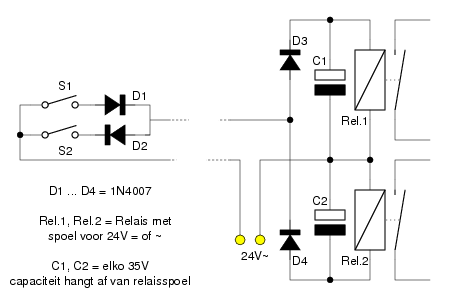 D3
C1
S1
D1
Rel.1
D2
S2
D1 ... D4 = 1N4007
C2
Rel.1, Rel.2 = Relais met
spoel voor 24V = of ~
24V~
D4
Rel.2
C1, C2 = elko 35V
capaciteit hangt af van relaisspoel